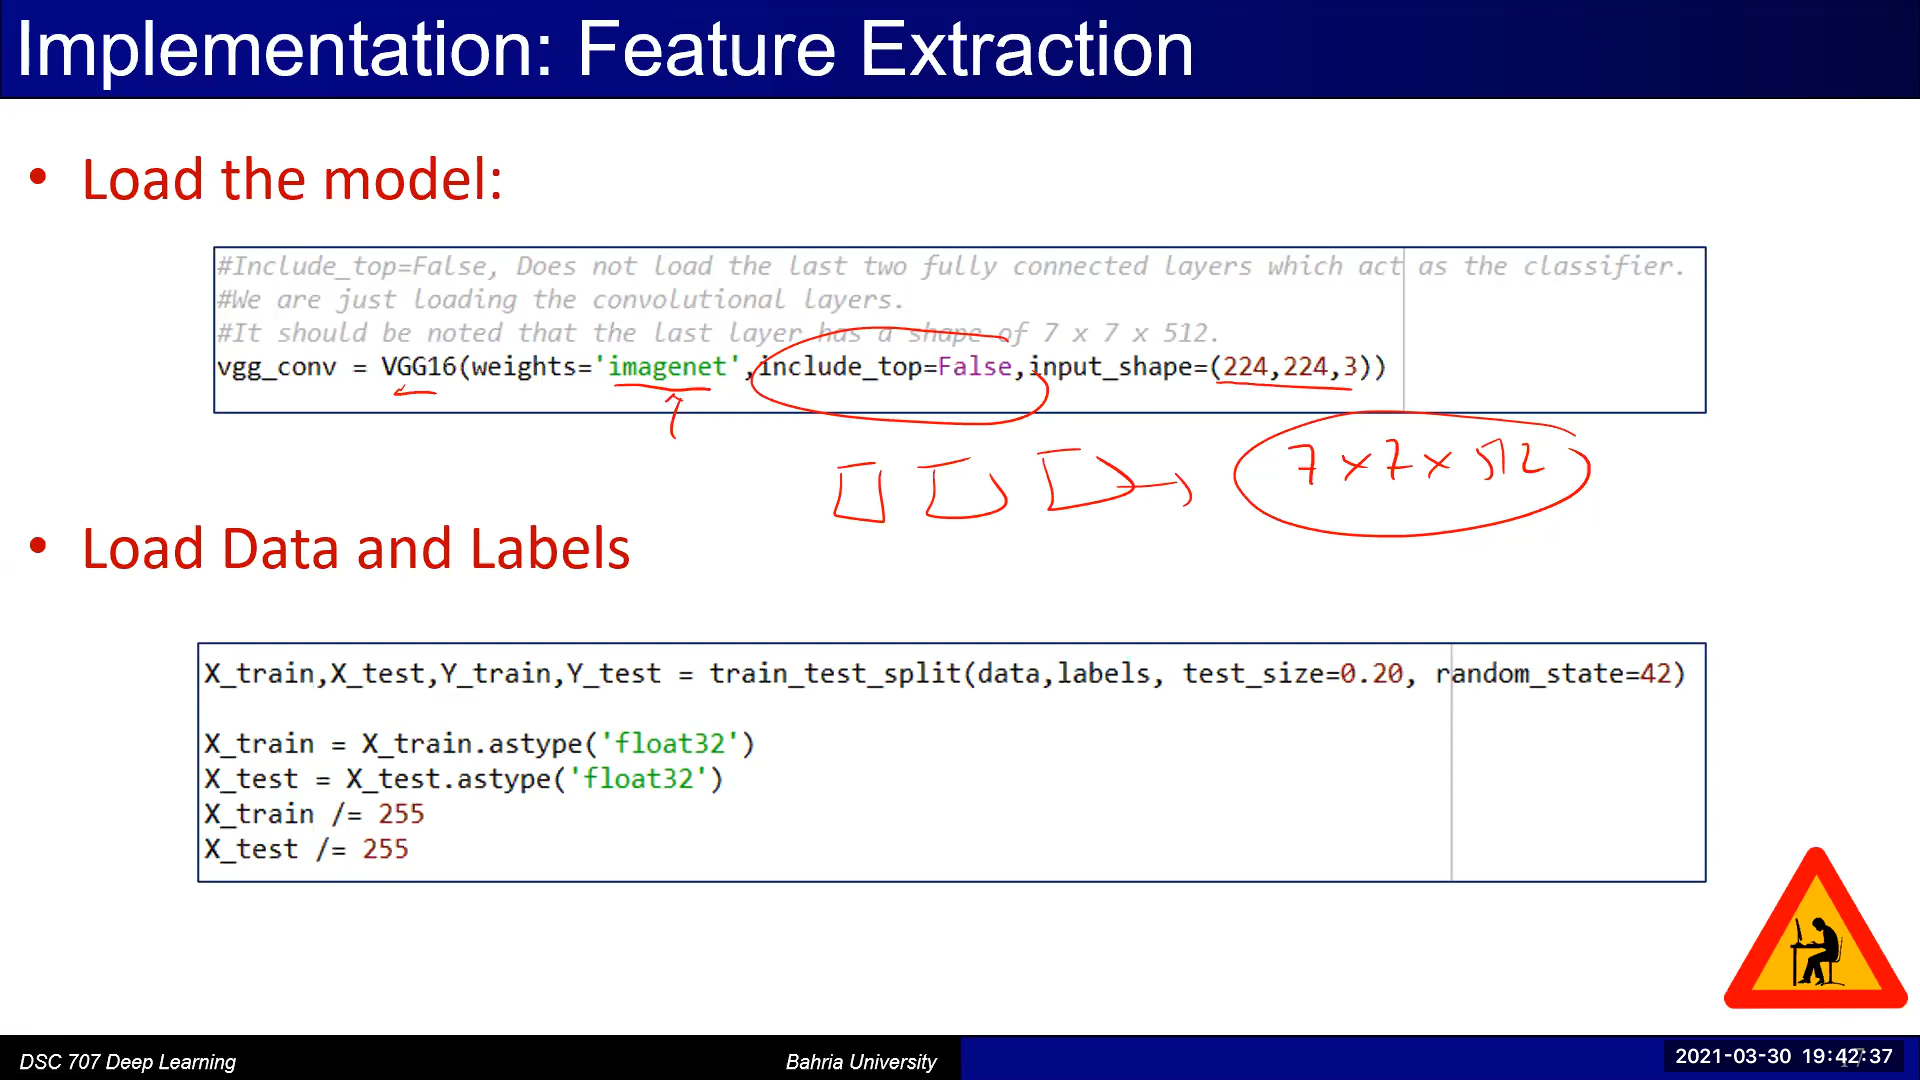 Implementation: Feature Extraction
• Load the model:
#Include_top=False, Does not load the last two fully connected layers which act as the classifier.
#We are just loading the convolutional layers.
#It should be noted that the last layer has a shape of 7 x 7 x 512.
vgg_conv = VGG16(weights='imagenet',include_top=False,input_shape=(224,224,3))
7 x 7 x 512
• Load Data and Labels
X_train,X_test,Y_train,Y_test = train_test_split(data,labels, test_size=0.20, random_state=42)
X_train = X_train.astype('float32')
X_test = X_test.astype('float32')
X_train /= 255
X_test /= 255
DSC 707 Deep Learning
Bahria University
2021-03-30 19:42:37